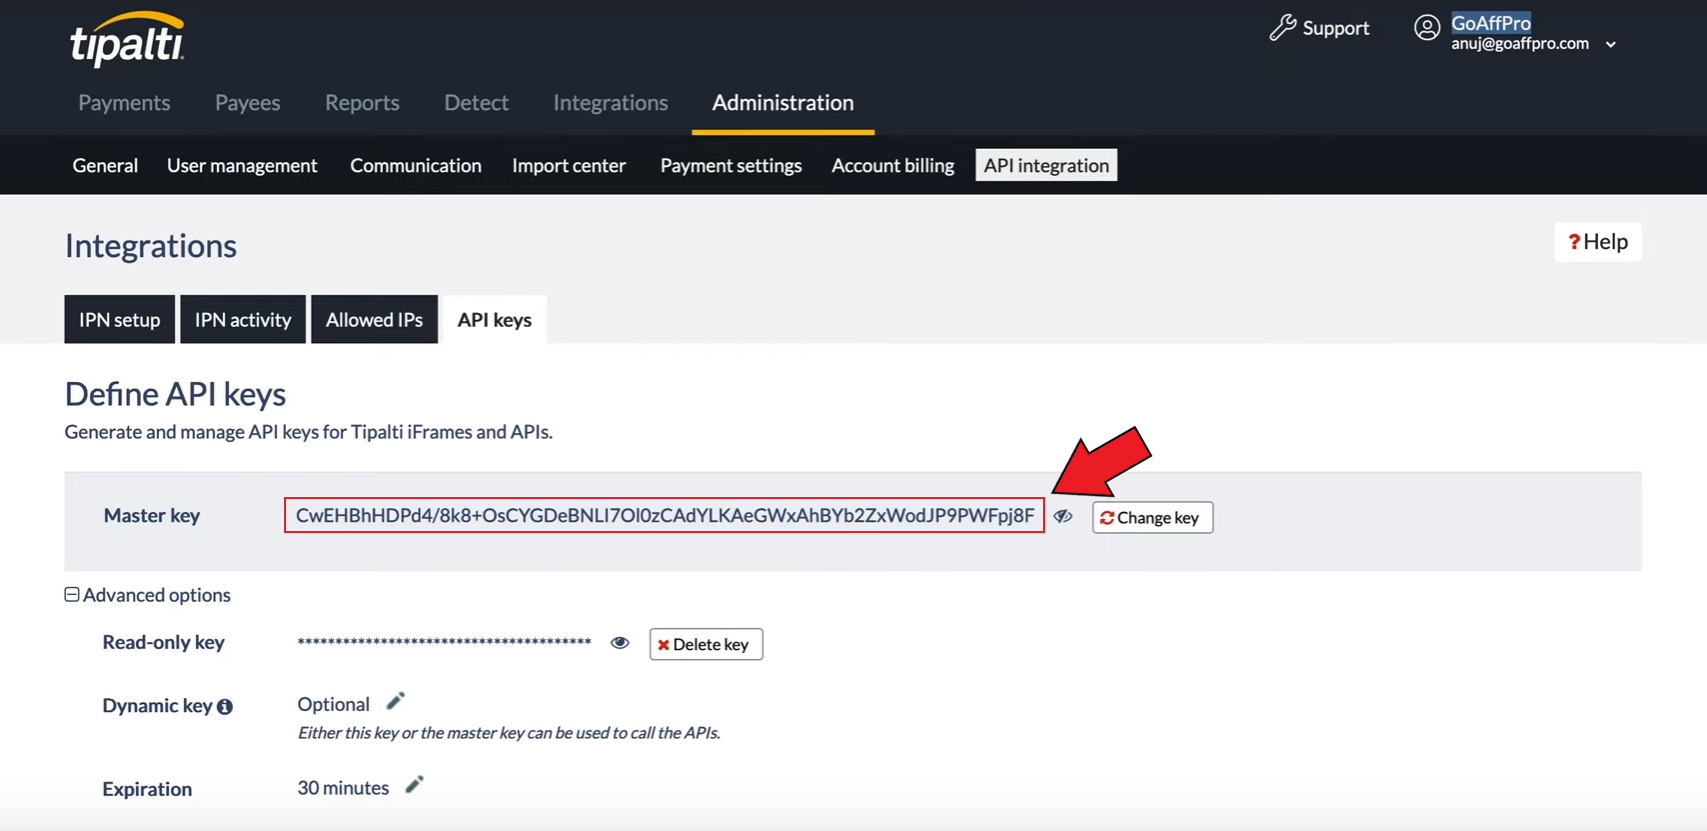 tipalti
Support
GoAffPro
anuj@goaffpro.com
Payments Payees Reports Detect Integrations Administration
General User management Communication Import center Payment settings Account billing API integration
Integrations
? Help
IPN setup IPN activity Allowed IPs API keys
Define API keys
Generate and manage API keys for Tipalti iFrames and APIs.
Master key CwEHBhHDPd4/8k8+OsCYGDeBNLI7Ol0zCAdYLKAeGWxAhBYb2ZxWodJP9PWFpj8F Change key
Advanced options
Read-only key *************************************** Delete key
Dynamic key Optional
Either this key or the master key can be used to call the APIs.
Expiration 30 minutes